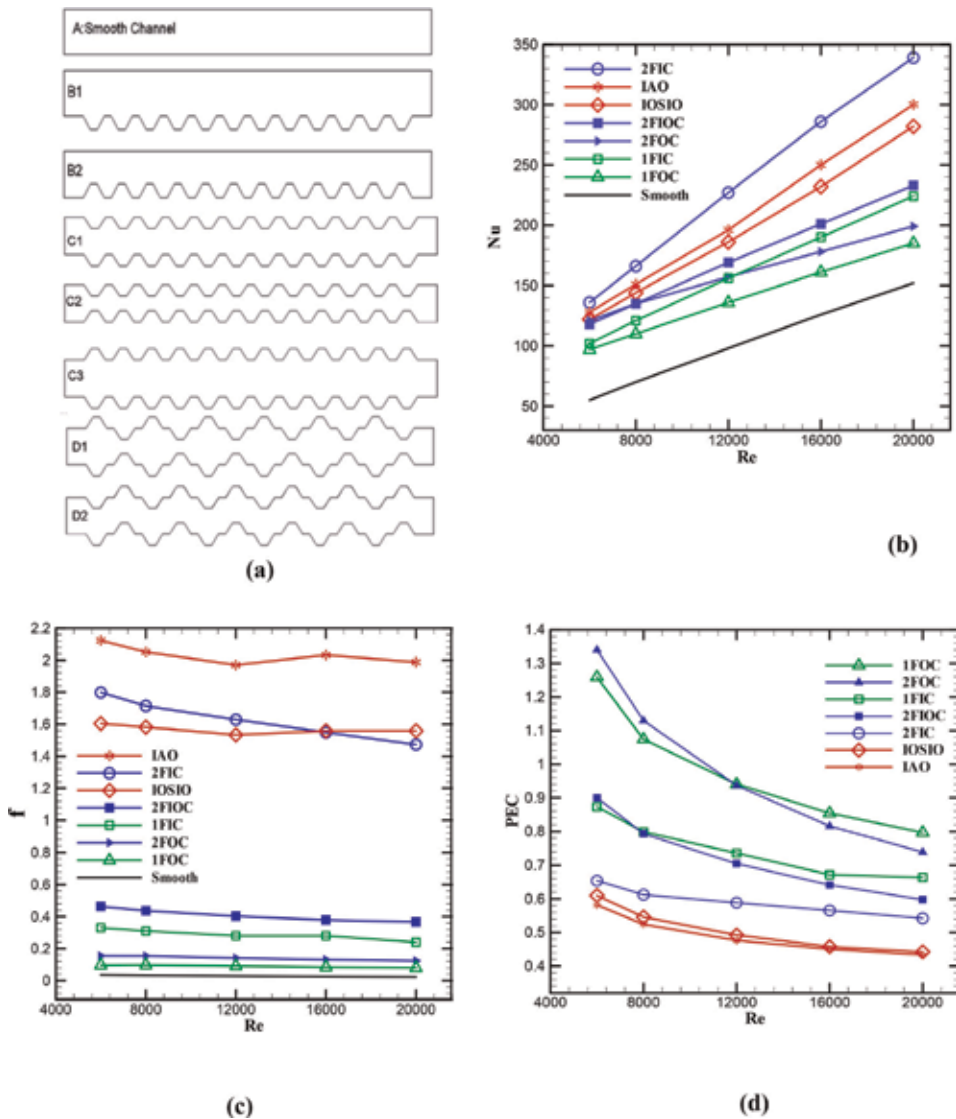 A:Smooth Channel
B1
B2
C1
C2
C3
D1
D2
(a)
350
300
250
200
150
100
50
Nu
2FIC
IAO
IOSIO
2FIOC
2FOC
1FIC
1FOC
Smooth
4000 8000 12000 16000 20000
Re
(b)
2.2
2
1.8
1.6
1.4
1.2
1
0.8
0.6
0.4
0.2
0
f
IAO
2FIC
IOSIO
2FIOC
1FIC
2FOC
1FOC
Smooth
4000 8000 12000 16000 20000
Re
(c)
1.4
1.3
1.2
1.1
1
0.9
0.8
0.7
0.6
0.5
0.4
PEC
1FOC
2FOC
1FIC
2FIOC
2FIC
IOSIO
IAO
4000 8000 12000 16000 20000
Re
(d)